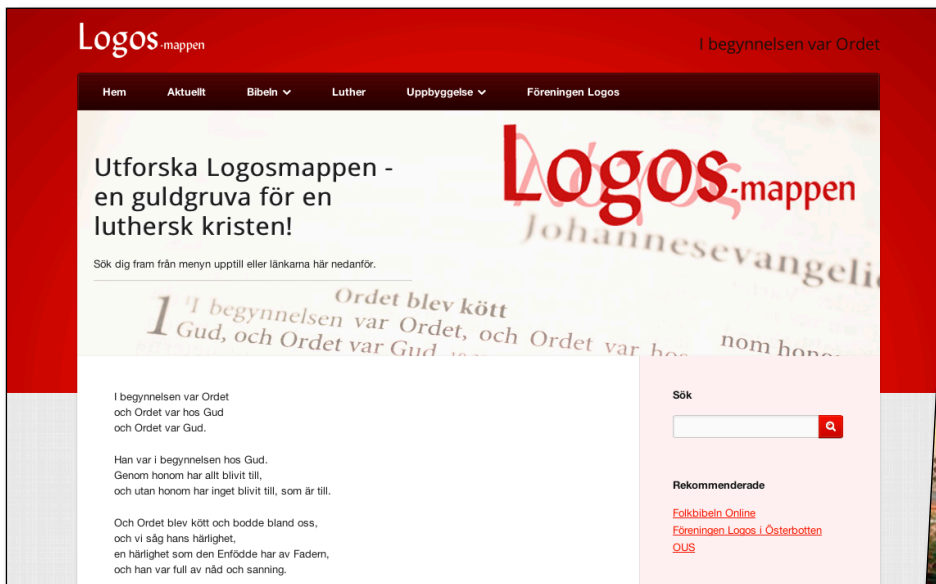 Logos-mappen
I begynnelsen var Ordet
Hem Aktuellt Bibeln Luther Uppbyggelse Föreningen Logos
Utforska Logosmappen -
en guldgruva för en
luthersk kristen!
Sök dig fram från menyn upptill eller länkarna här nedanför.
λόγος
Logos-mappen
Johannesevangeli
Ordet blev kött
1 1I begynnelsen var Ordet, och Ordet var hos
Gud, och Ordet var Gud
nom hono
I begynnelsen var Ordet
och Ordet var hos Gud
och Ordet var Gud.
Han var i begynnelsen hos Gud.
Genom honom har allt blivit till,
och utan honom har inget blivit till, som är till.
Och Ordet blev kött och bodde bland oss,
och vi såg hans härlighet,
en härlighet som den Enfödde har av Fadern,
och han var full av nåd och sanning.
Sök
Rekommenderade
Folkbibeln Online
Föreningen Logos i Österbotten
OUS